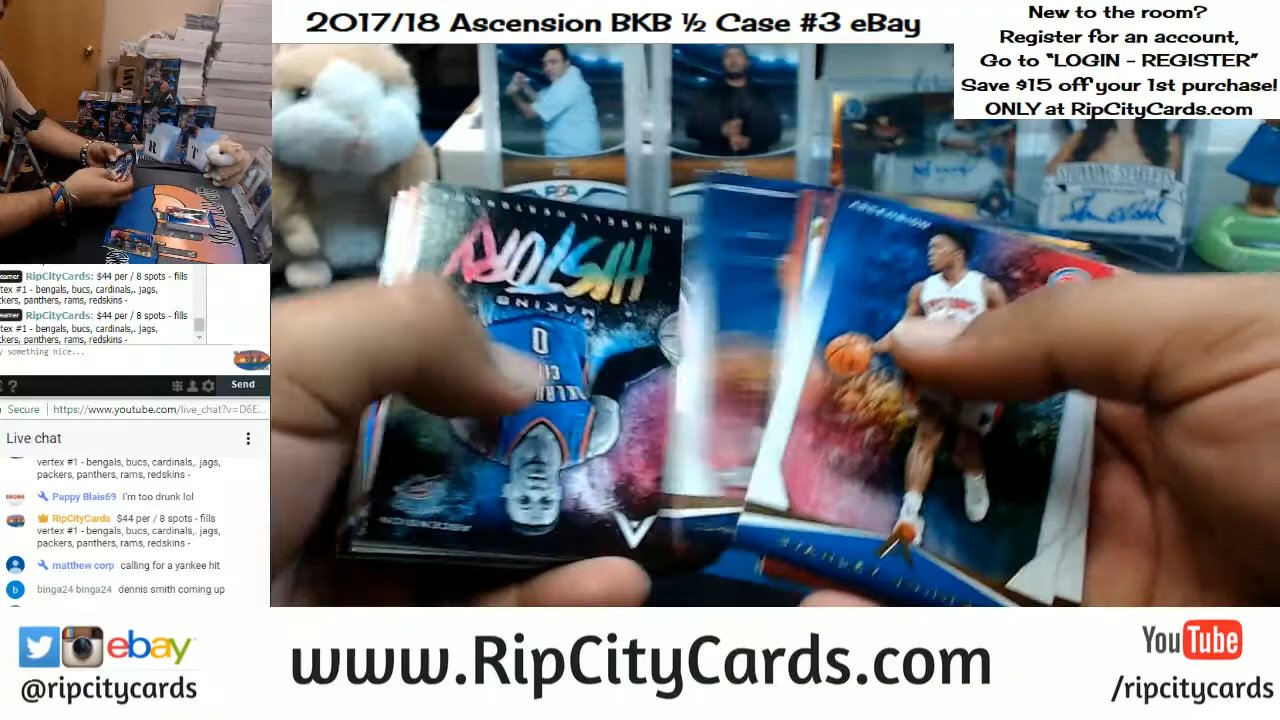 2017/18 Ascension BKB ½ Case #3 eBay
New to the room?
Register for an account,
Go to “LOGIN - REGISTER”
Save $15 off your 1st purchase!
ONLY at RipCityCards.com
RipCityCards: $44 per / 8 spots - fills
vertex #1 - bengals, bucs, cardinals,. jags,
packers, panthers, rams, redskins -
RipCityCards: $44 per / 8 spots - fills
#1 - bengals, bucs, cardinals,. jags,
panthers, rams, redskins -
something nice...
?
Send
Secure
https://www.youtube.com/live_chat?v=D6E...
Live chat
vertex #1 - bengals, bucs, cardinals,. jags,
packers, panthers, rams, redskins -
Pappy Blais69 I'm too drunk lol
RipCityCards $44 per / 8 spots - fills
vertex #1 - bengals, bucs, cardinals,. jags,
packers, panthers, rams, redskins -
matthew corp calling for a yankee hit
b
binga24 binga24 dennis smith coming up
PSA
HISTORY
MAKING
0
ASCENSION
ASCENSION
STANLEY
ebay
@ripcitycards
www.RipCityCards.com
YouTube
/ripcitycards